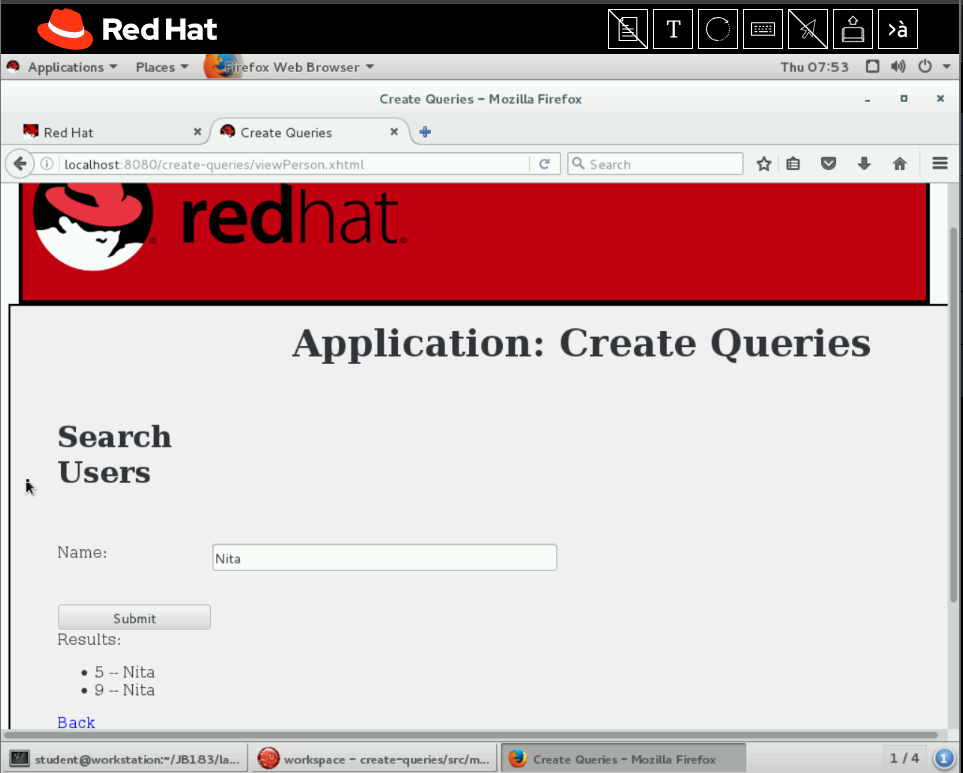 Red Hat
T
>à
Applications Places Firefox Web Browser Thu 07:53
Create Queries - Mozilla Firefox
Red Hat Create Queries
localhost:8080/create-queries/viewPerson.xhtml Search
redhat.
Application: Create Queries
Search
Users
Name: Nita
Submit
Results:
• 5 -- Nita
• 9 -- Nita
Back
student@workstation:~/JB183/la... workspace - create-queries/src/m... Create Queries - Mozilla Firefox 1 / 4 1